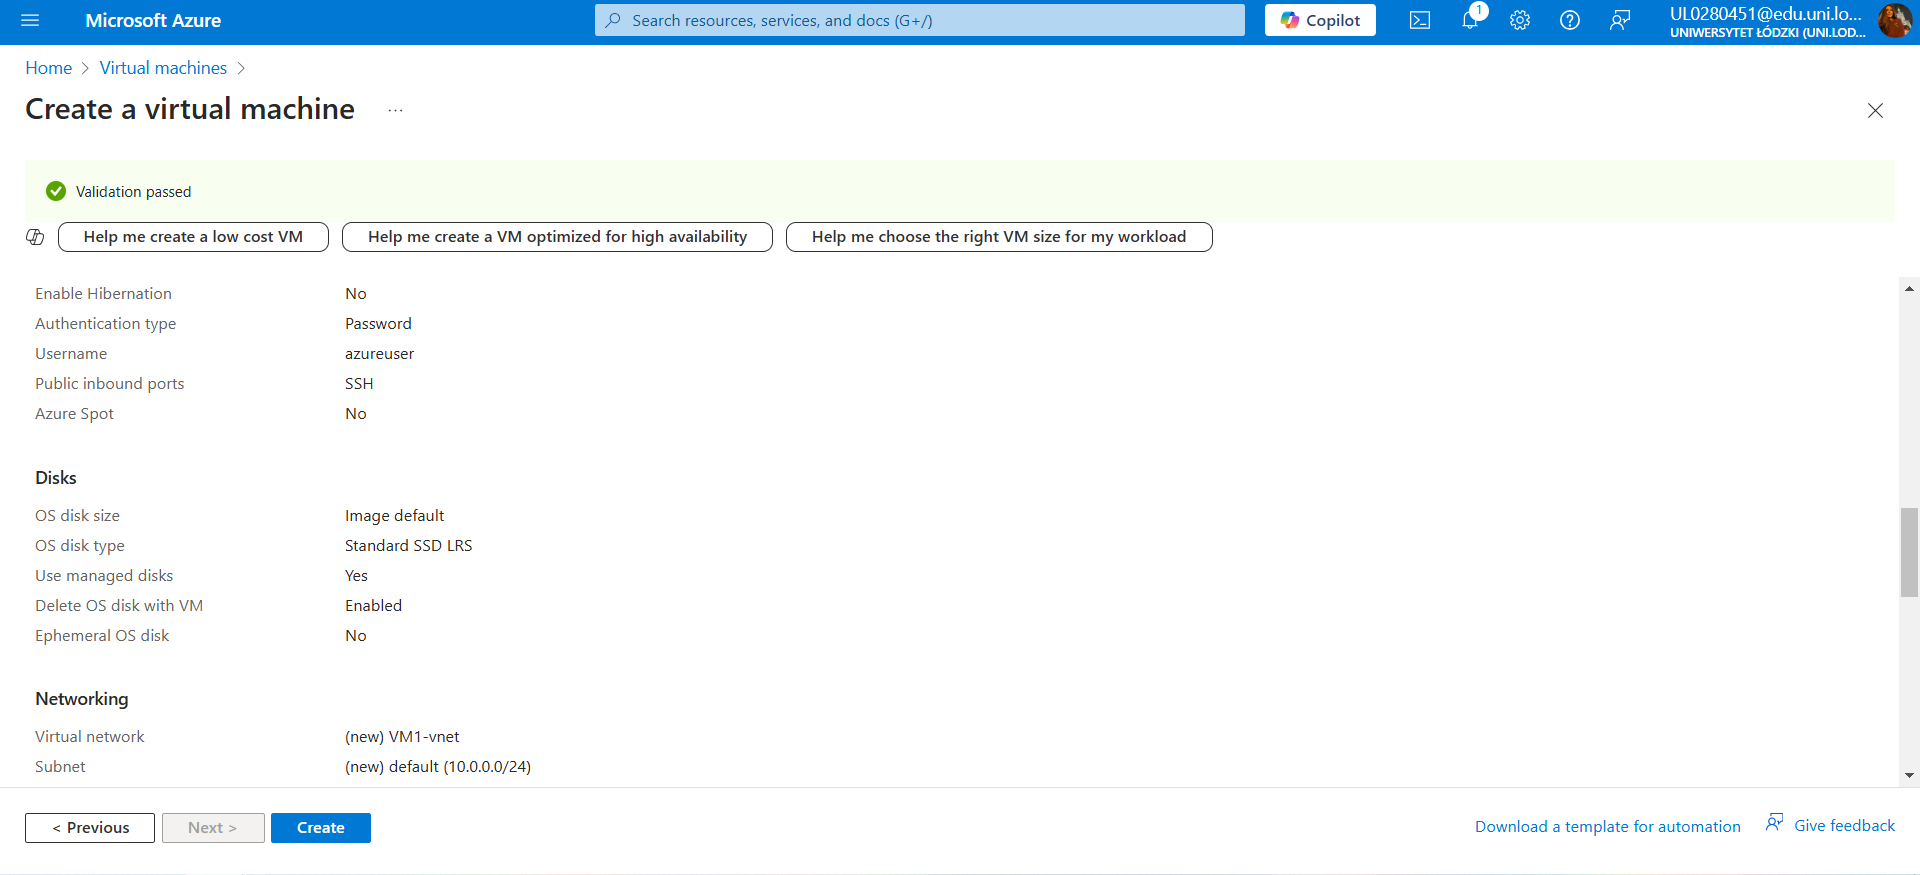 Microsoft Azure
Search resources, services, and docs (G+/)
Copilot
1
UL0280451@edu.uni.lo...
UNIWERSYTET ŁÓDZKI (UNI.LOD...
Home > Virtual machines >
Create a virtual machine ...
Validation passed
Help me create a low cost VM
Help me create a VM optimized for high availability
Help me choose the right VM size for my workload
Enable Hibernation No
Authentication type Password
Username azureuser
Public inbound ports SSH
Azure Spot No
Disks
OS disk size Image default
OS disk type Standard SSD LRS
Use managed disks Yes
Delete OS disk with VM Enabled
Ephemeral OS disk No
Networking
Virtual network (new) VM1-vnet
Subnet (new) default (10.0.0.0/24)
< Previous
Next >
Create
Download a template for automation
Give feedback